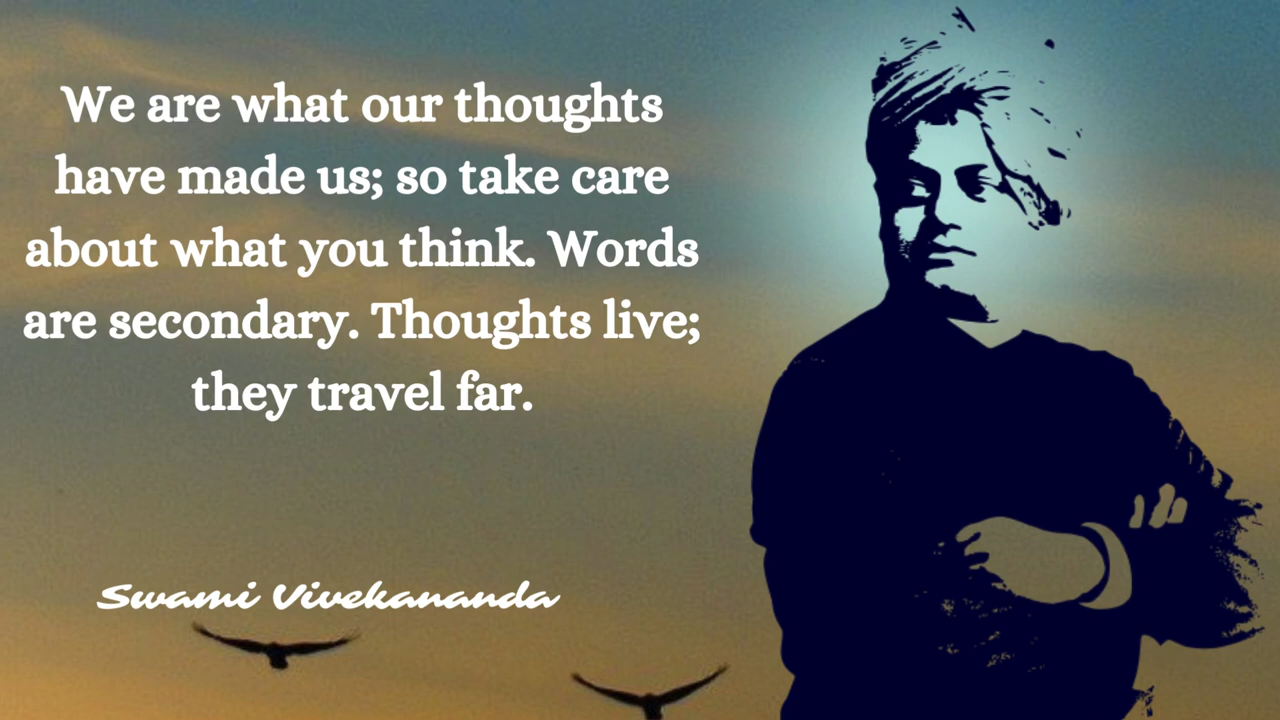 We are what our thoughts
have made us; so take care
about what you think. Words
are secondary. Thoughts live;
they travel far.
Swami Vivekananda